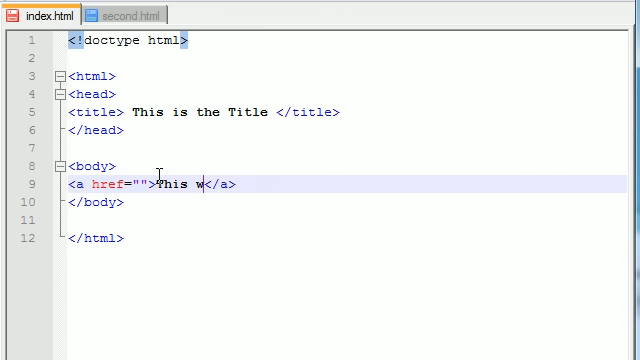 index.html second.html
1 <!doctype html>
2
3 <html>
4 <head>
5 <title> This is the Title </title>
6 </head>
7
8 <body>
9 <a href="">This w</a>
10 </body>
11
12 </html>